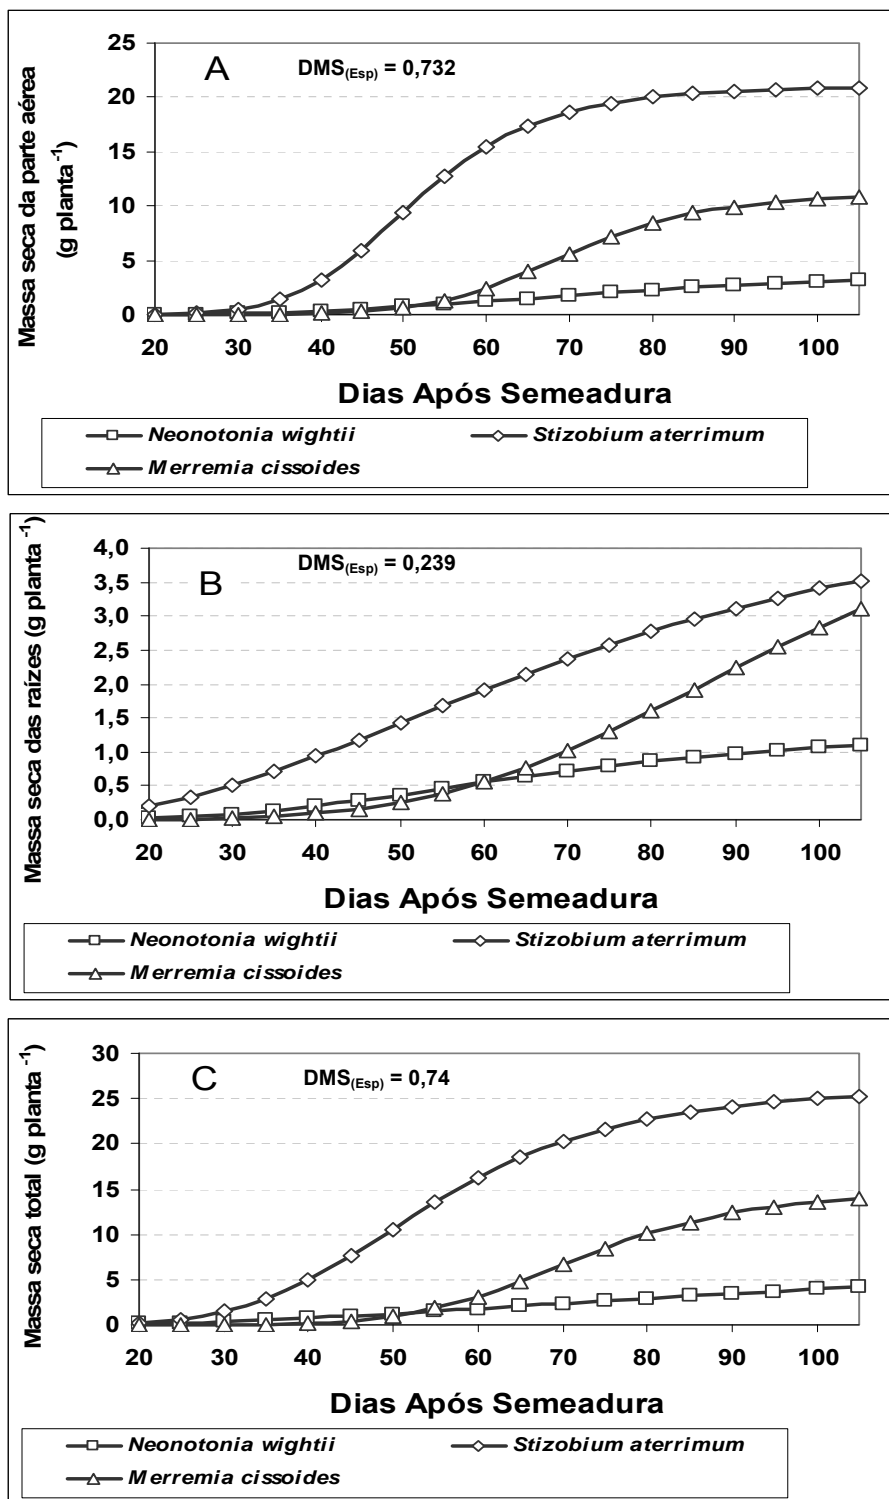 Massa seca da parte aérea
(g planta -1)
A
DMS(Esp) = 0,732
25
20
15
10
5
0
20 30 40 50 60 70 80 90 100
Dias Após Semeadura
Neonotonia wightii
Stizobium aterrimum
Merremia cissoides
Massa seca das raízes (g planta -1)
B
DMS(Esp) = 0,239
4,0
3,5
3,0
2,5
2,0
1,5
1,0
0,5
0,0
20 30 40 50 60 70 80 90 100
Dias Após Semeadura
Neonotonia wightii
Stizobium aterrimum
Merremia cissoides
Massa seca total (g planta -1)
C
DMS(Esp) = 0,74
30
25
20
15
10
5
0
20 30 40 50 60 70 80 90 100
Dias Após Semeadura
Neonotonia wightii
Stizobium aterrimum
Merremia cissoides